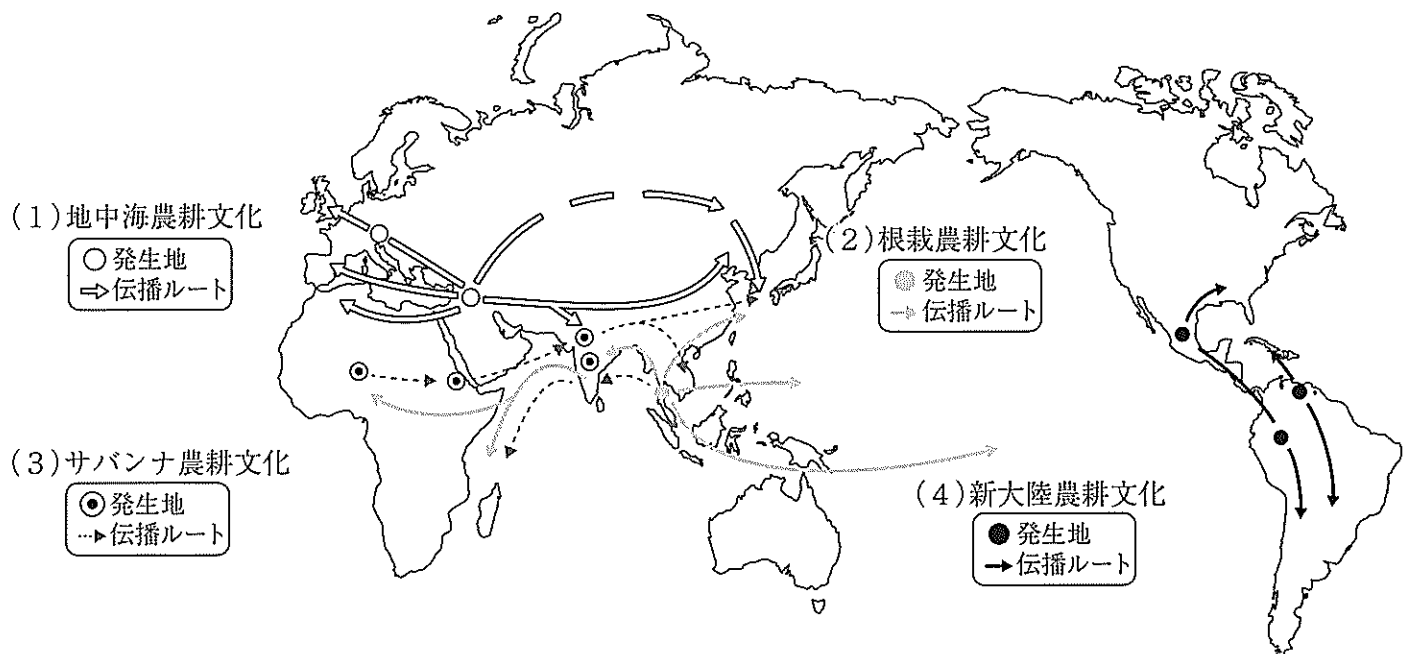 (1)地中海農耕文化
発生地
伝播ルート
(2)根栽農耕文化
発生地
伝播ルート
(3)サバンナ農耕文化
発生地
伝播ルート
(4)新大陸農耕文化
発生地
伝播ルート